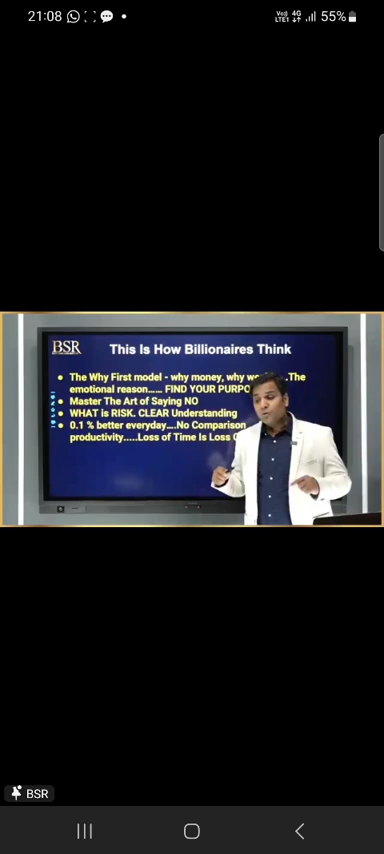 21:08 Vo) 4G LTE1 55%
BSR This Is How Billionaires Think
The Why First model - why money, why The
emotional reason...... FIND YOUR
Master The Art of Saying NO
WHAT is RISK. CLEAR Understanding
0.1 % better everyday....No Comparison
productivity.....Loss of Time Is Loss
BSR